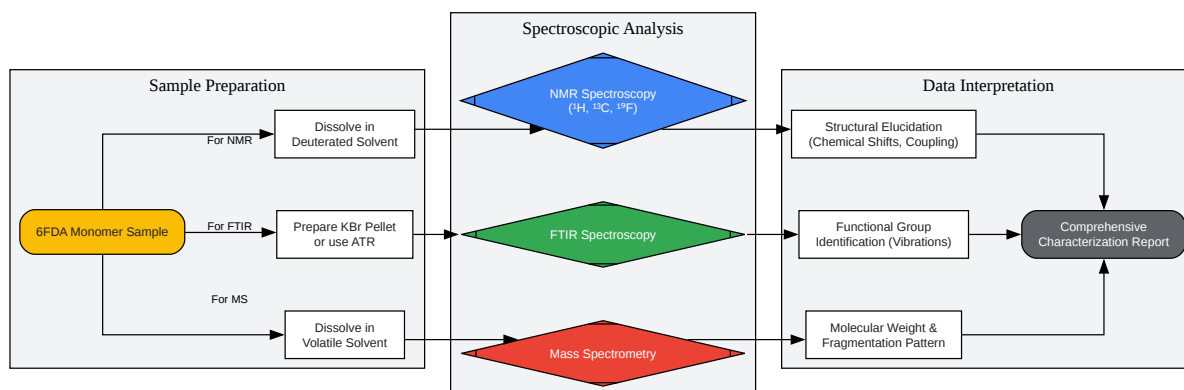 Spectroscopic Analysis
Sample Preparation
Data Interpretation
NMR Spectroscopy
(¹H, ¹³C, ¹⁹F)
For NMR
Dissolve in
Deuterated Solvent
Structural Elucidation
(Chemical Shifts, Coupling)
6FDA Monomer Sample
For FTIR
Prepare KBr Pellet
or use ATR
FTIR Spectroscopy
Functional Group
Identification (Vibrations)
Comprehensive
Characterization Report
For MS
Dissolve in
Volatile Solvent
Mass Spectrometry
Molecular Weight &
Fragmentation Pattern